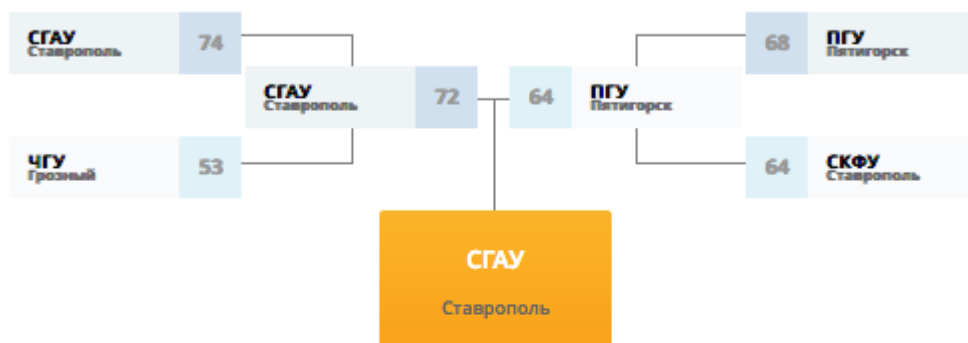 СГАУ
Ставрополь
74
68
ПГУ
Пятигорск
СГАУ
Ставрополь
72
64
ПГУ
Пятигорск
ЧГУ
Грозный
53
64
СКФУ
Ставрополь
СГАУ
Ставрополь